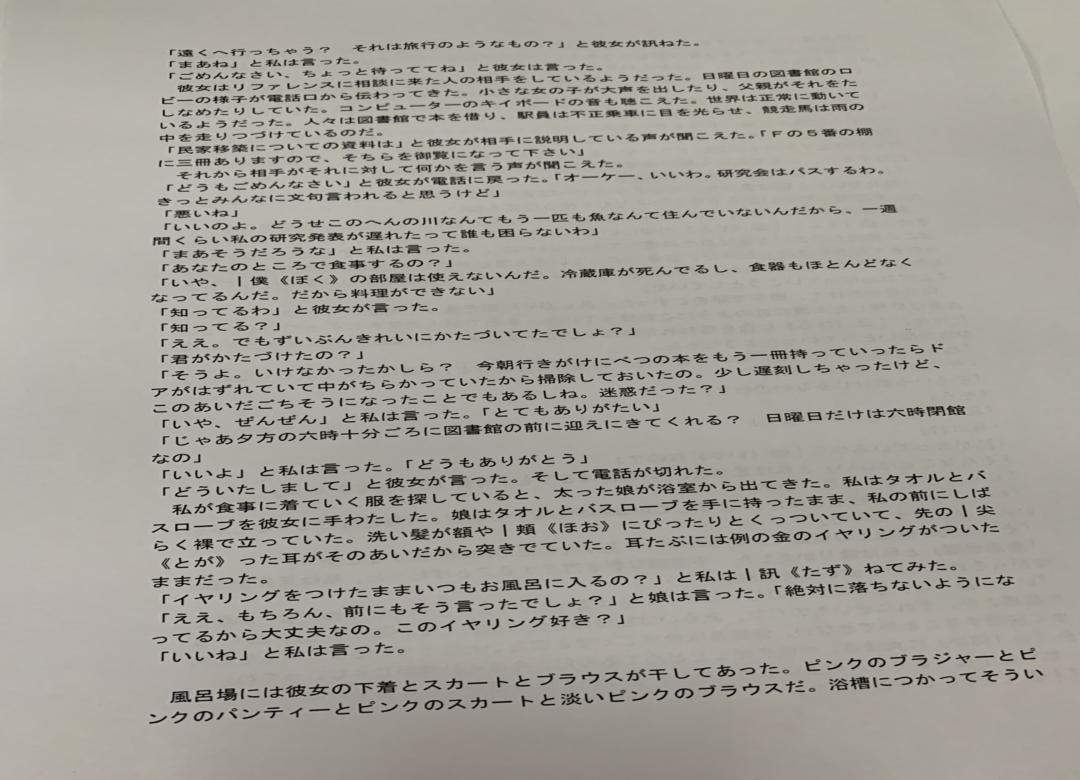 「遠くへ行っちゃう？　それは旅行のようなもの？」と彼女が訊ねた。
「まあね」と私は言った。
「ごめんなさい、ちょっと待っててね」と彼女は言った。
　彼女はリファレンスに相談に来た人の相手をしているようだった。日曜日の図書館のロ
ビーの様子が電話口から伝わってきた。小さな女の子が大声を出したり、父親がそれをた
しなめたりしていた。コンピューターのキイボードの音も聴こえた。世界は正常に動いて
いるようだった。人々は図書館で本を借り、駅員は不正乗車に目を光らせ、競走馬は雨の
中を走りつづけているのだ。
「民家移築についての資料は」と彼女が相手に説明している声が聞こえた。「Ｆの５番の棚
に三冊ありますので、そちらを御覧になって下さい」
　それから相手がそれに対して何かを言う声が聞こえた。
「どうもごめんなさい」と彼女が電話に戻った。「オーケー、いいわ。研究会はパスするわ。
きっとみんなに文句言われると思うけど」
「悪いね」
「いいのよ。どうせこのへんの川なんてもう一匹も魚なんて住んでいないんだから、一週
間くらい私の研究発表が遅れたって誰も困らないわ」
「まあそうだろうな」と私は言った。
「あなたのところで食事するの？」
「いや、｜僕《ぼく》の部屋は使えないんだ。冷蔵庫が死んでるし、食器もほとんどなく
なってるんだ。だから料理ができない」
「知ってるわ」と彼女が言った。
「知ってる？」
「ええ。でもずいぶんきれいにかたづいてたでしょ？」
「君がかたづけたの？」
「そうよ。いけなかったかしら？　今朝行きがけにべつの本をもう一冊持っていったらド
アがはずれていて中がちらかっていたから掃除しておいたの。少し遅刻しちゃったけど、
このあいだごちそうになったことでもあるしね。迷惑だった？」
「いや、ぜんぜん」と私は言った。「とてもありがたい」
「じゃあ夕方の六時十分ごろに図書館の前に迎えにきてくれる？　日曜日だけは六時閉館
なの」
「いいよ」と私は言った。「どうもありがとう」
「どういたしまして」と彼女が言った。そして電話が切れた。
　私が食事に着ていく服を探していると、太った娘が浴室から出てきた。私はタオルとバ
スローブを彼女に手わたした。娘はタオルとバスローブを手に持ったまま、私の前にしば
らく裸で立っていた。洗い髪が額や｜頬《ほお》にぴったりとくっついていて、先の｜尖
《とが》った耳がそのあいだから突きでていた。耳たぶには例の金のイヤリングがついた
ままだった。
「イヤリングをつけたままいつもお風呂に入るの？」と私は｜訊《たず》ねてみた。
「ええ、もちろん、前にもそう言ったでしょ？」と娘は言った。「絶対に落ちないようにな
ってるから大丈夫なの。このイヤリング好き？」
「いいね」と私は言った。
　風呂場には彼女の下着とスカートとブラウスが干してあった。ピンクのブラジャーとピ
ンクのパンティーとピンクのスカートと淡いピンクのブラウスだ。浴槽につかってそうい